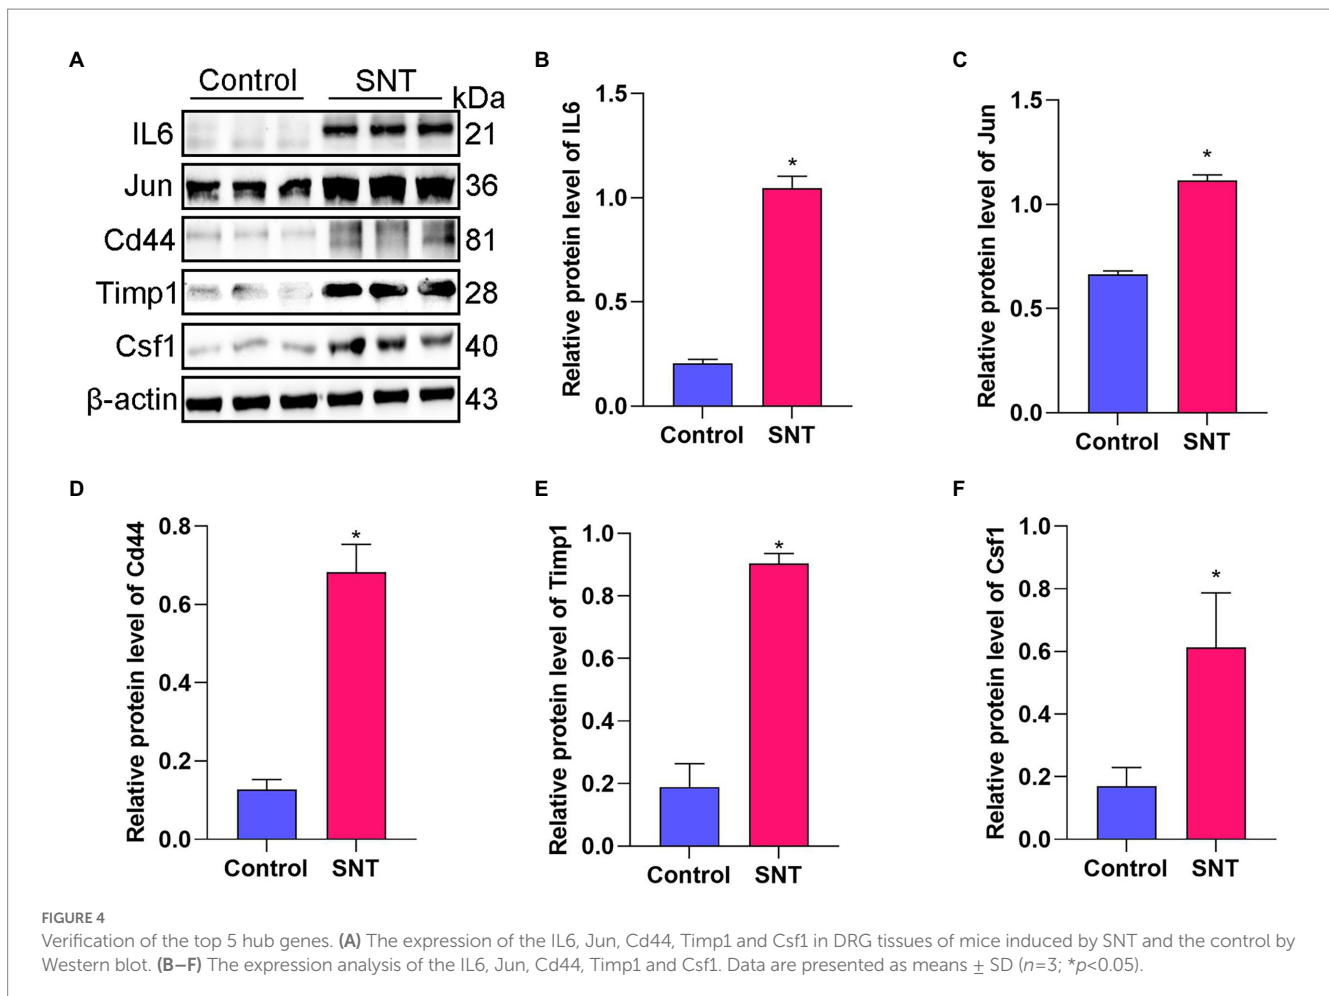 A
Control SNT
kDa
IL6 21
Jun 36
Cd44 81
Timp1 28
Csf1 40
β-actin 43
B
Relative protein level of IL6
1.5
1.0
0.5
0.0
*
Control SNT
C
Relative protein level of Jun
1.5
1.0
0.5
0.0
*
Control SNT
D
Relative protein level of Cd44
0.8
0.6
0.4
0.2
0.0
*
Control SNT
E
Relative protein level of Timp1
1.0
0.8
0.6
0.4
0.2
0.0
*
Control SNT
F
Relative protein level of Csf1
1.0
0.8
0.6
0.4
0.2
0.0
*
Control SNT
FIGURE 4
Verification of the top 5 hub genes. (A) The expression of the IL6, Jun, Cd44, Timp1 and Csf1 in DRG tissues of mice induced by SNT and the control by
Western blot. (B–F) The expression analysis of the IL6, Jun, Cd44, Timp1 and Csf1. Data are presented as means ± SD (n=3; *p<0.05).